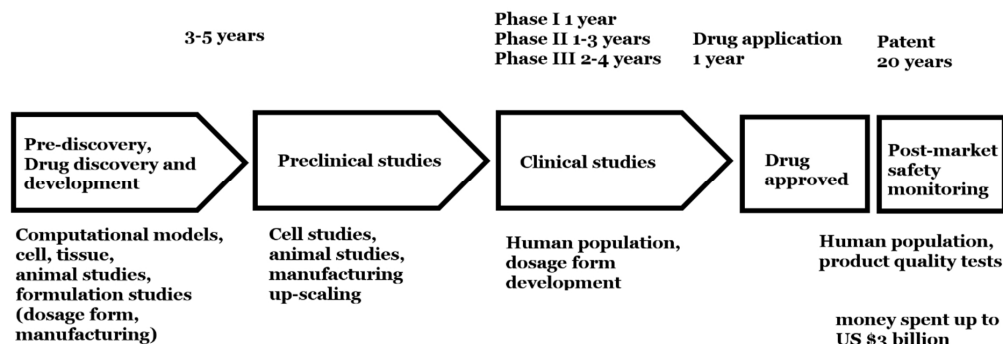 3-5 years
Phase I 1 year
Phase II 1-3 years
Phase III 2-4 years
Drug application
1 year
Patent
20 years
Pre-discovery,
Drug discovery and
development
Preclinical studies
Clinical studies
Drug
approved
Post-market
safety
monitoring
Computational models,
cell, tissue,
animal studies,
formulation studies
(dosage form,
manufacturing)
Cell studies,
animal studies,
manufacturing
up-scaling
Human population,
dosage form
development
Human population,
product quality tests
money spent up to
US $3 billion